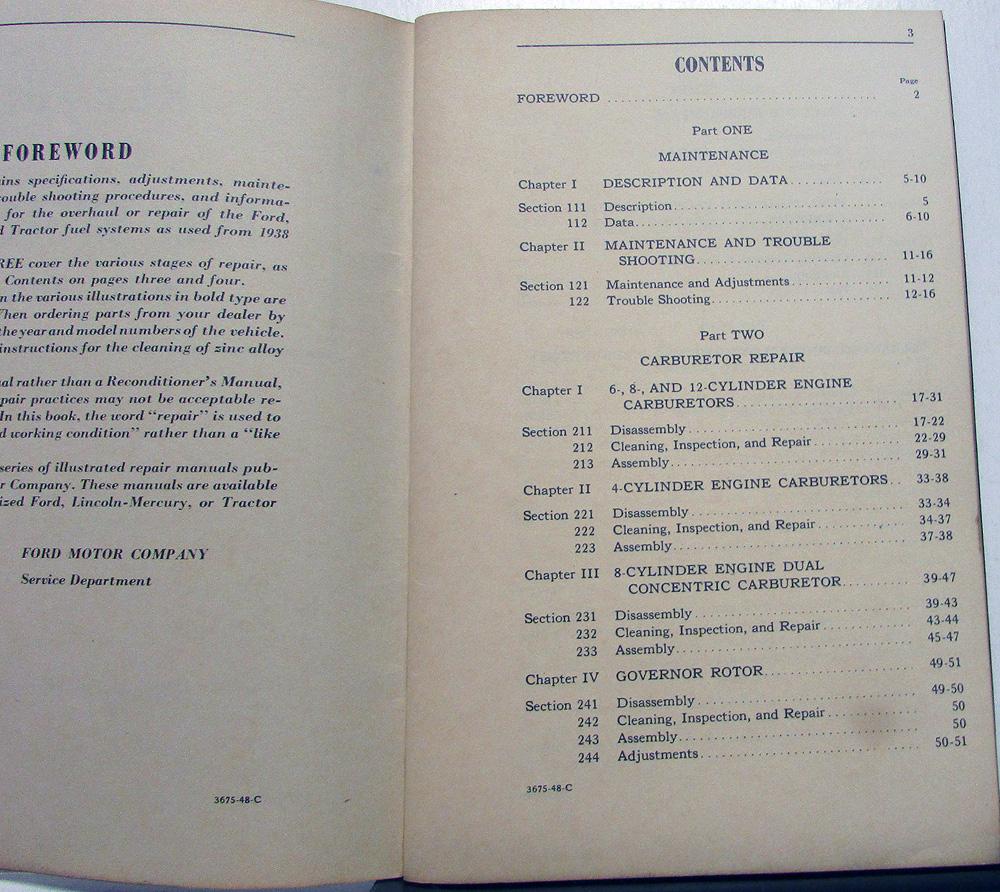 FOREWORD
ins specifications, adjustments, mainte-
ouble shooting procedures, and informa-
for the overhaul or repair of the Ford,
Tractor fuel systems as used from 1938
REE cover the various stages of repair, as
Contents on pages three and four.
n the various illustrations in bold type are
hen ordering parts from your dealer by
the year and model numbers of the vehicle.
instructions for the cleaning of zinc alloy
al rather than a Reconditioner's Manual,
pair practices may not be acceptable re-
In this book, the word "repair" is used to
d working condition" rather than a "like
series of illustrated repair manuals pub-
r Company. These manuals are available
ized Ford, Lincoln-Mercury, or Tractor
FORD MOTOR COMPANY
Service Department
3675-48-C
3
CONTENTS
Page
FOREWORD 2
Part ONE
MAINTENANCE
Chapter I DESCRIPTION AND DATA 5-10
Section 111 Description 5
112 Data 6-10
Chapter II MAINTENANCE AND TROUBLE
SHOOTING 11-16
Section 121 Maintenance and Adjustments 11-12
122 Trouble Shooting 12-16
Part TWO
CARBURETOR REPAIR
Chapter I 6-, 8-, AND 12-CYLINDER ENGINE
CARBURETORS 17-31
Section 211 Disassembly 17-22
212 Cleaning, Inspection, and Repair 22-29
213 Assembly 29-31
Chapter II 4-CYLINDER ENGINE CARBURETORS 33-38
Section 221 Disassembly 33-34
222 Cleaning, Inspection, and Repair 34-37
223 Assembly 37-38
Chapter III 8-CYLINDER ENGINE DUAL
CONCENTRIC CARBURETOR 39-47
Section 231 Disassembly 39-43
232 Cleaning, Inspection, and Repair 43-44
233 Assembly 45-47
Chapter IV GOVERNOR ROTOR 49-51
Section 241 Disassembly 49-50
242 Cleaning, Inspection, and Repair 50
243 Assembly 50
244 Adjustments 50-51
3675-48-C